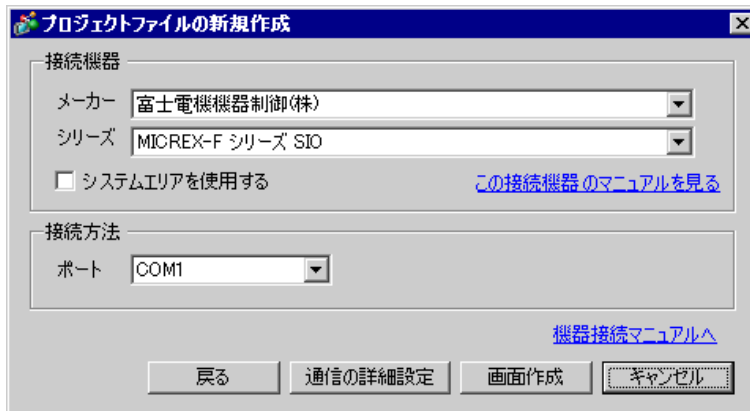 プロジェクトファイルの新規作成
接続機器
メーカー 富士電機機器制御(株)
シリーズ MICREX-F シリーズ SIO
システムエリアを使用する この接続機器のマニュアルを見る
接続方法
ポート COM1
機器接続マニュアルへ
戻る 通信の詳細設定 画面作成 キャンセル